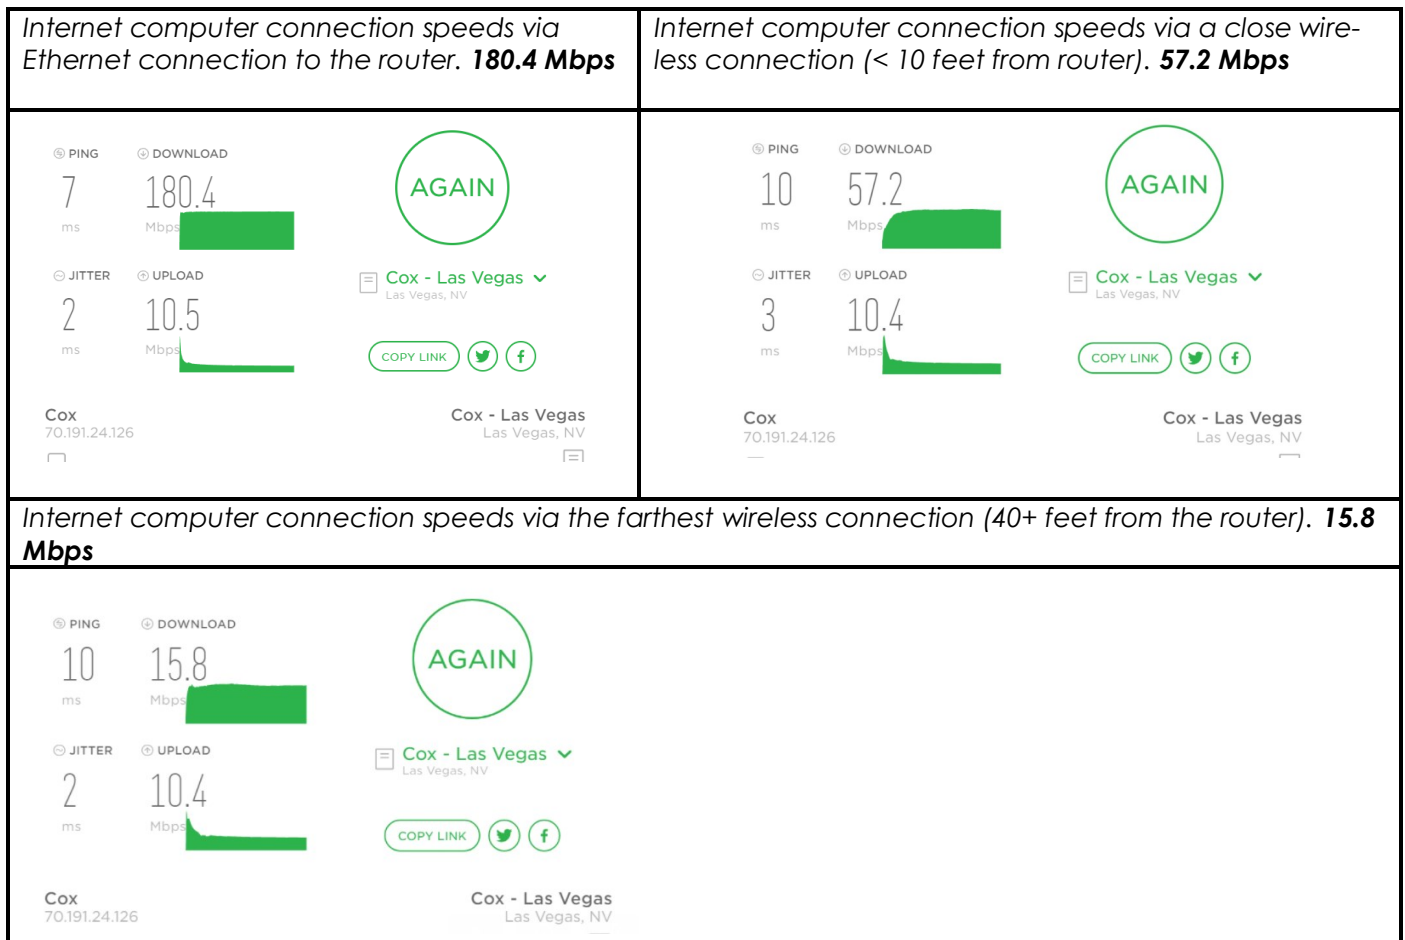 Internet computer connection speeds via
Ethernet connection to the router. 180.4 Mbps
Internet computer connection speeds via a close wire-
less connection (< 10 feet from router). 57.2 Mbps
PING
DOWNLOAD
7
180.4
AGAIN
ms
Mbps
JITTER
UPLOAD
Cox - Las Vegas
Las Vegas, NV
2
10.5
ms
Mbps
COPY LINK
Cox
Cox - Las Vegas
70.191.24.126
Las Vegas, NV
PING
DOWNLOAD
10
57.2
AGAIN
ms
Mbps
JITTER
UPLOAD
Cox - Las Vegas
Las Vegas, NV
3
10.4
ms
Mbps
COPY LINK
Cox
Cox - Las Vegas
70.191.24.126
Las Vegas, NV
Internet computer connection speeds via the farthest wireless connection (40+ feet from the router). 15.8
Mbps
PING
DOWNLOAD
10
15.8
AGAIN
ms
Mbps
JITTER
UPLOAD
Cox - Las Vegas
Las Vegas, NV
2
10.4
ms
Mbps
COPY LINK
Cox
Cox - Las Vegas
70.191.24.126
Las Vegas, NV